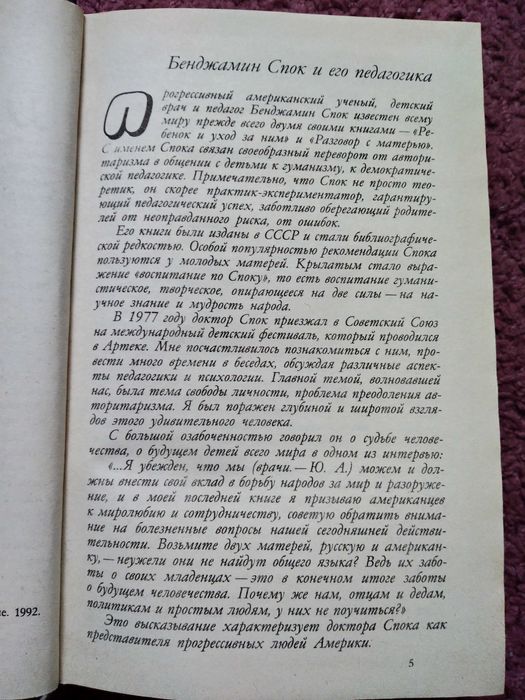 Бенджамин Спок и его педагогика
Прогрессивный американский ученый, детский
врач и педагог Бенджамин Спок известен всему
миру прежде всего двумя своими книгами — «Ре-
бенок и уход за ним» и «Разговор с матерью».
С именем Спока связан своеобразный переворот от автори-
таризма в общении с детьми к гуманизму, к демократиче-
ской педагогике. Примечательно, что Спок не просто тео-
ретик, он скорее практик-экспериментатор, гарантирую-
щий педагогический успех, заботливо оберегающий родите-
лей от неоправданного риска, от ошибок.
Его книги были изданы в СССР и стали библиографиче-
ской редкостью. Особой популярностью рекомендации Спока
пользуются у молодых матерей. Крылатым стало выра-
жение «воспитание по Споку», то есть воспитание гумани-
стическое, творческое, опирающееся на две силы — на на-
учное знание и мудрость народа.
В 1977 году доктор Спок приезжал в Советский Союз
на международный детский фестиваль, который проводился
в Артеке. Мне посчастливилось познакомиться с ним, про-
вести много времени в беседах, обсуждая различные аспек-
ты педагогики и психологии. Главной темой, волновавшей
нас, была тема свободы личности, проблема преодоления ав-
торитаризма. Я был поражен глубиной и широтой взгля-
дов этого удивительного человека.
С большой озабоченностью говорил он о судьбе челове-
чества, о будущем детей всего мира в одном из интервью:
«...Я убежден, что мы (врачи.— Ю. А.) можем и дол-
жны внести свой вклад в борьбу народов за мир и разоруже-
ние, и в моей последней книге я призываю американцев
к миролюбию и сотрудничеству, советую обратить внима-
ние на болезненные вопросы нашей сегодняшней действи-
тельности. Возьмите двух матерей, русскую и американ-
ку,— неужели они не найдут общего языка? Ведь их забо-
ты о своих младенцах — это в конечном итоге заботы
о будущем человечества. Почему же нам, отцам и дедам,
политикам и простым людям, у них не поучиться?»
Это высказывание характеризует доктора Спока как
представителя прогрессивных людей Америки.
5
е. 1992.